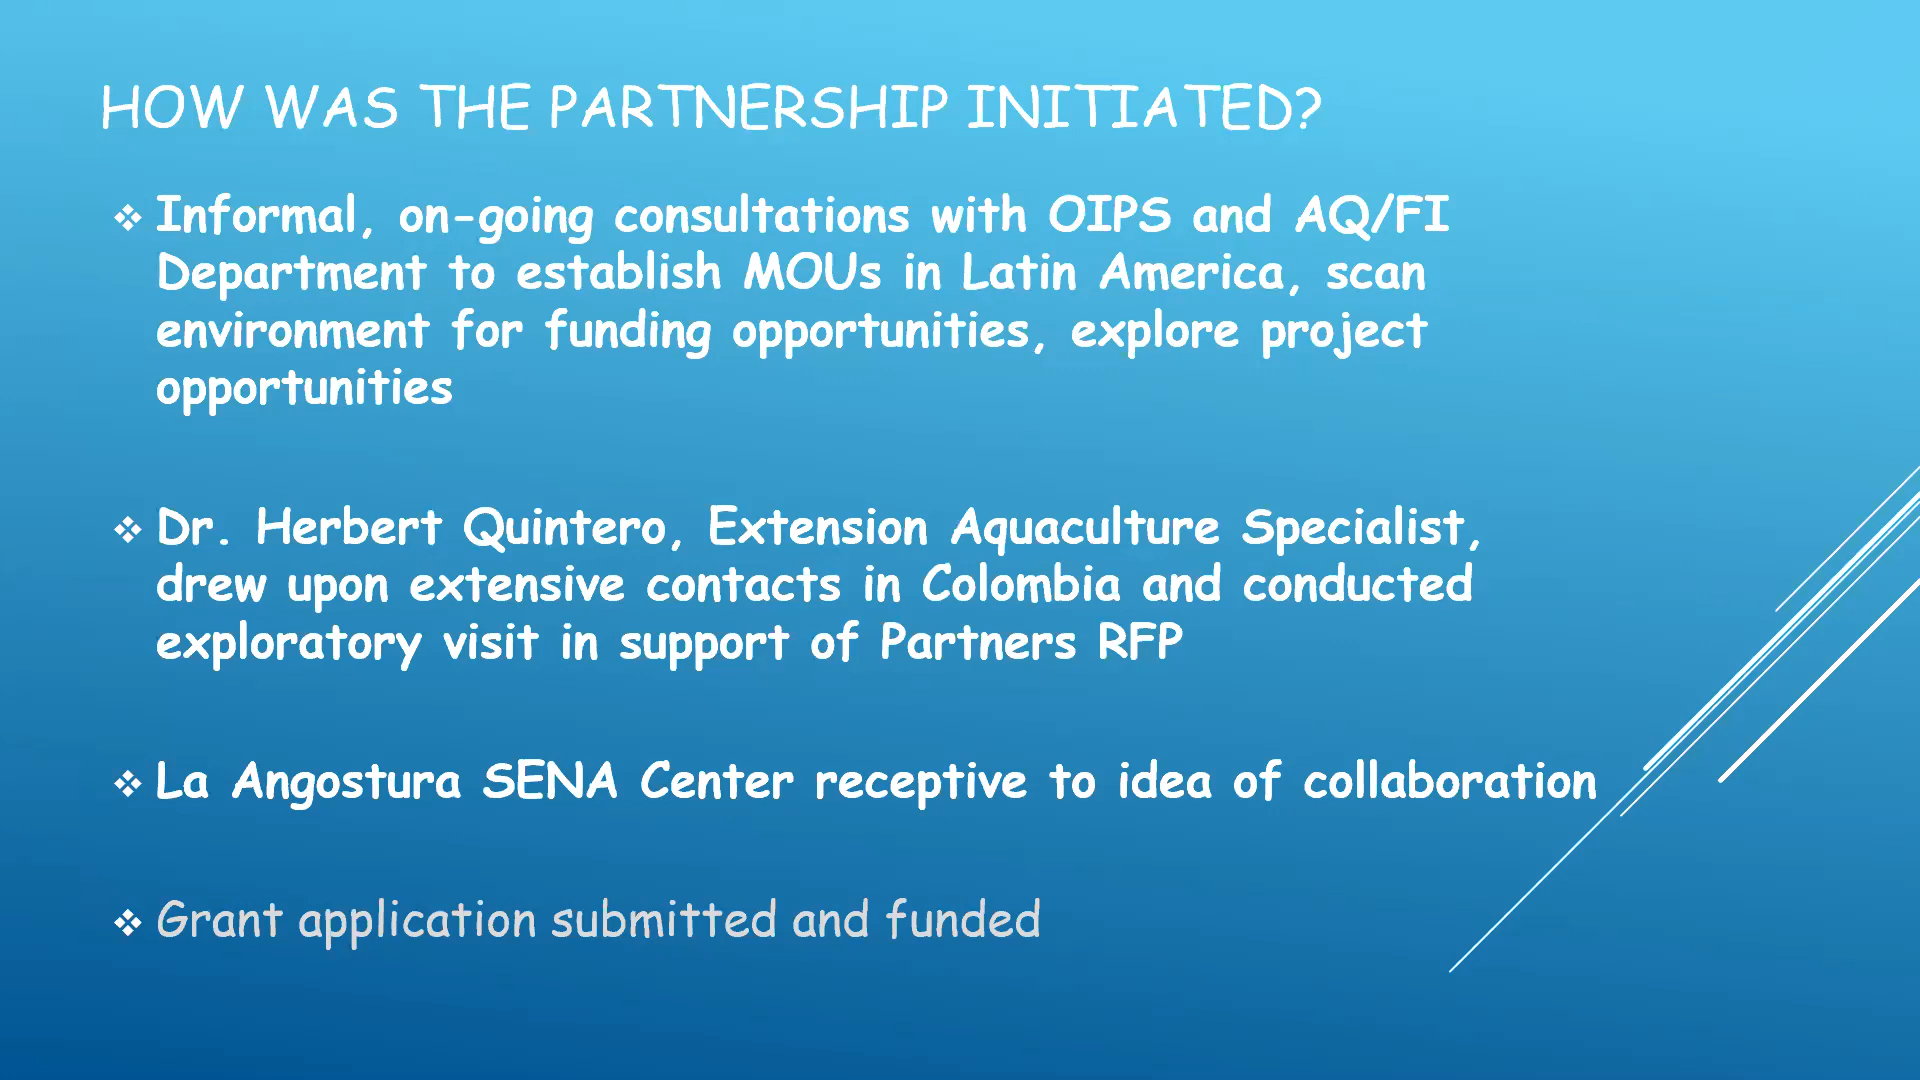 HOW WAS THE PARTNERSHIP INITIATED?
❖ Informal, on-going consultations with OIPS and AQ/FI
Department to establish MOUs in Latin America, scan
environment for funding opportunities, explore project
opportunities
❖ Dr. Herbert Quintero, Extension Aquaculture Specialist,
drew upon extensive contacts in Colombia and conducted
exploratory visit in support of Partners RFP
❖ La Angostura SENA Center receptive to idea of collaboration
❖ Grant application submitted and funded